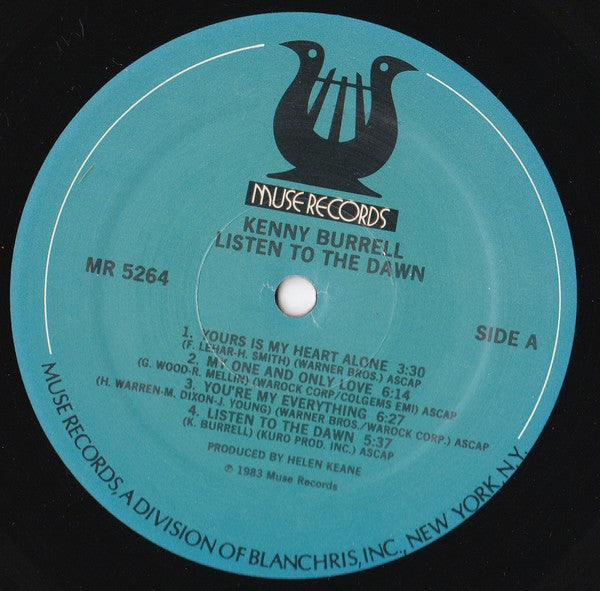 MUSE RECORDS
KENNY BURRELL
LISTEN TO THE DAWN
MR 5264
SIDE A
1. YOURS IS MY HEART ALONE 3:30
(F. LEHAR-H. SMITH) (WARNER BROS.) ASCAP
2. MY ONE AND ONLY LOVE 6:14
(G. WOOD-R. MELLIN) (WAROCK CORP/COLGEMS EMI) ASCAP
3. YOU'RE MY EVERYTHING 6:27
(H. WARREN-M. DIXON-J. YOUNG) (WARNER BROS./WAROCK CORP.) ASCAP
4. LISTEN TO THE DAWN 5:37
(K. BURRELL) (KURO PROD. INC.) ASCAP
PRODUCED BY HELEN KEANE
℗ 1983 Muse Records
MUSE RECORDS, A DIVISION OF BLANCHRIS, INC., NEW YORK, N.Y.